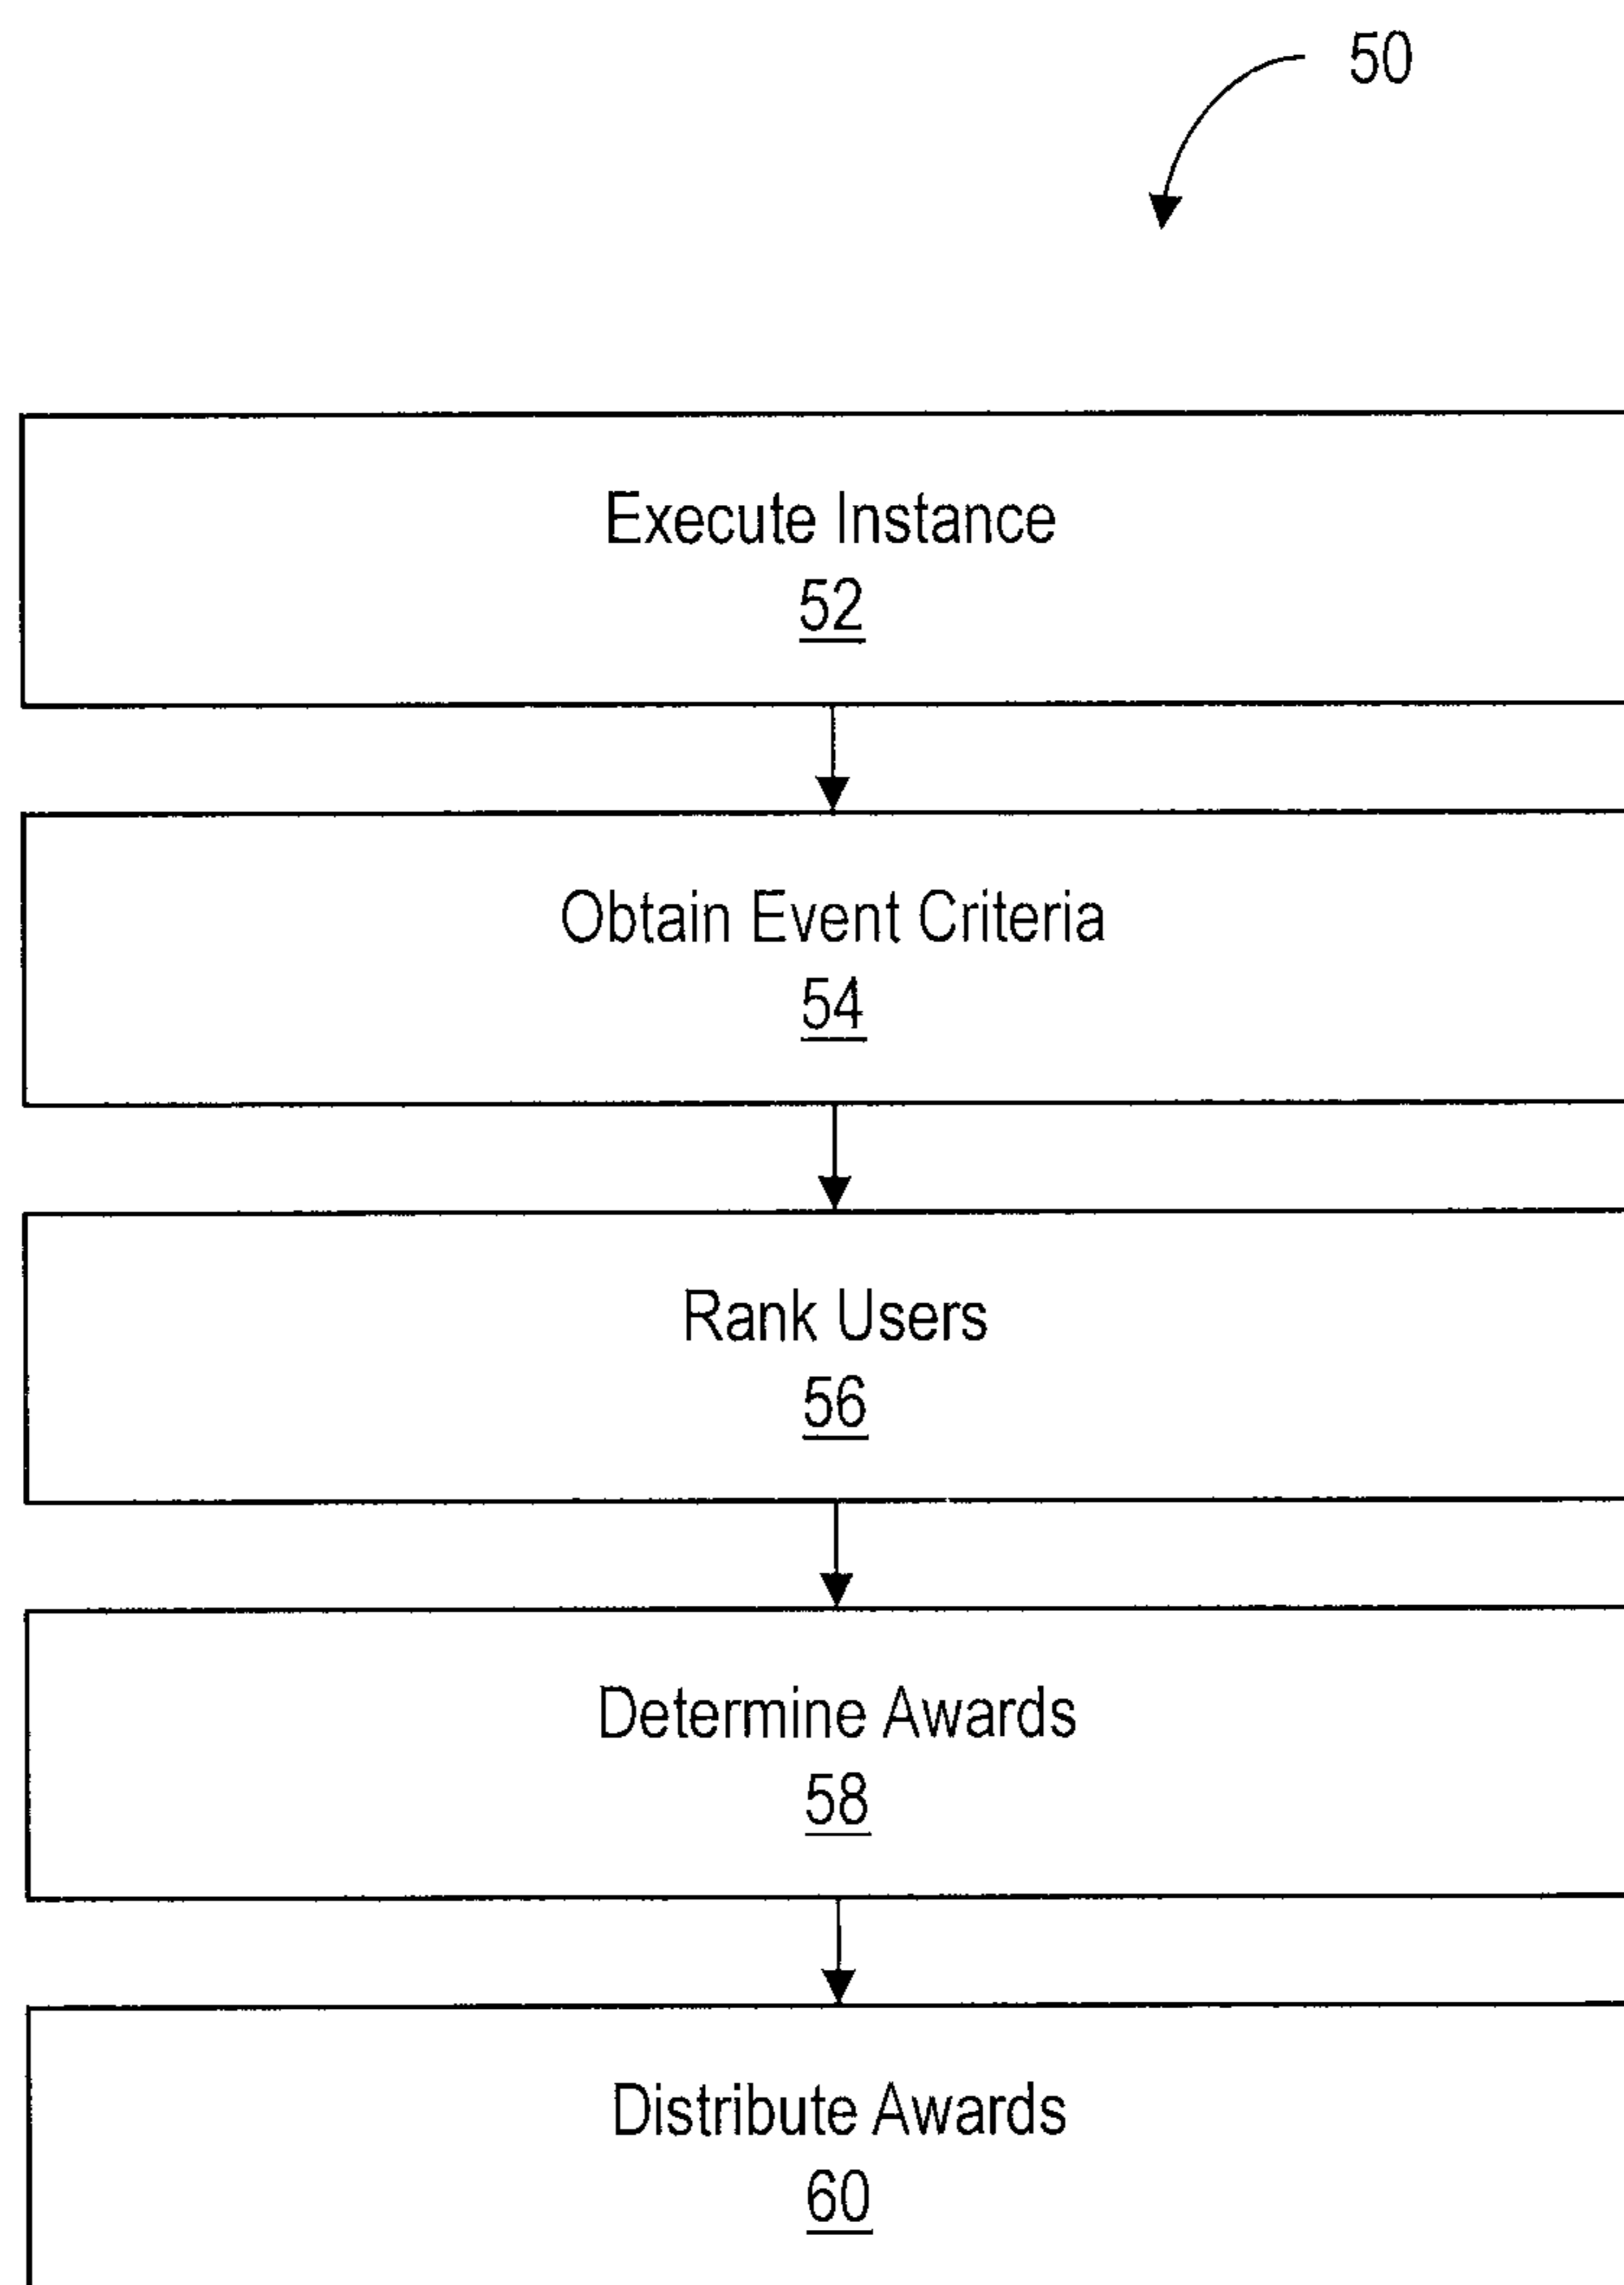 50
Execute Instance
52
Obtain Event Criteria
54
Rank Users
56
Determine Awards
58
Distribute Awards
60